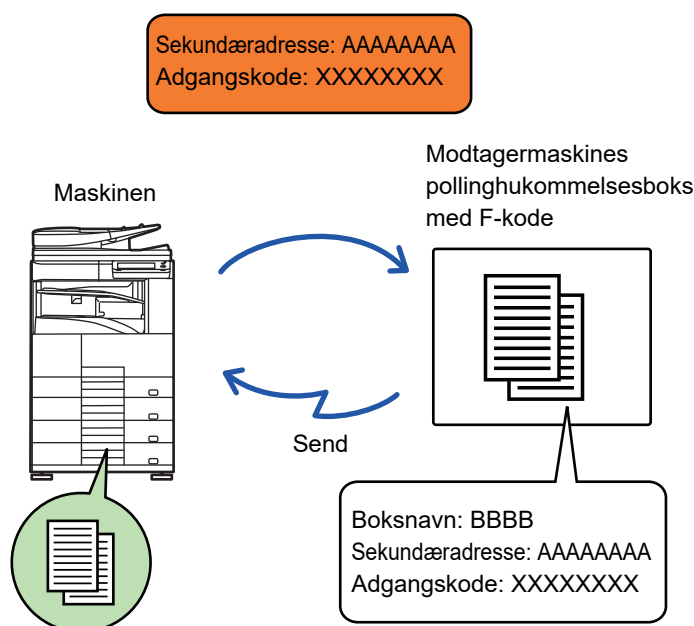 Sekundæradresse: AAAAAAAA
Adgangskode: XXXXXXXX
Modtagermaskines
pollinghukommelsesboks
med F-kode
Maskinen
Send
Boksnavn: BBBB
Sekundæradresse: AAAAAAAA
Adgangskode: XXXXXXXX